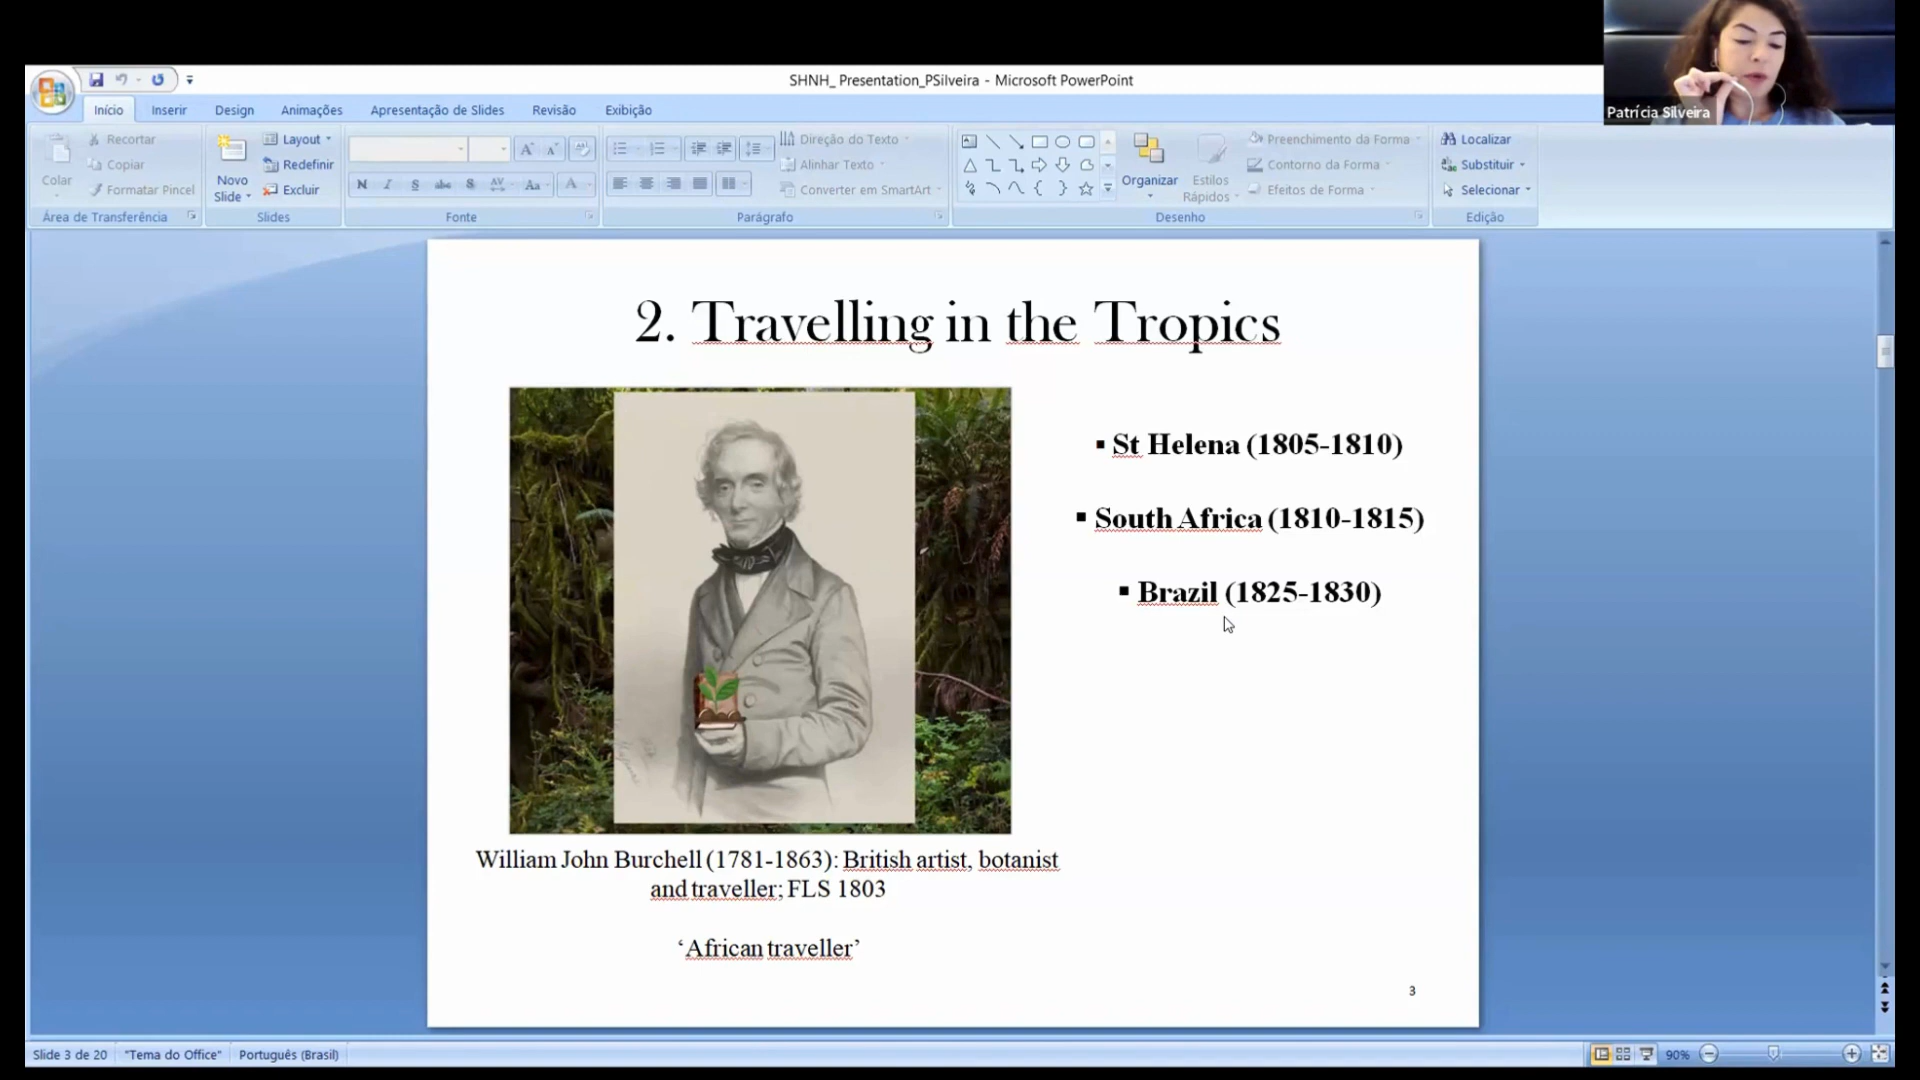 SHNH_ Presentation_PSilveira - Microsoft PowerPoint
Patrícia Silveira
Início Inserir Design Animações Apresentação de Slides Revisão Exibição
Recortar
Copiar
Formatar Pincel
Colar
Área de Transferência
Novo
Slide
Layout
Redefinir
Excluir
Slides
N I S abc S AV Aa A
Fonte
Direção do Texto
Alinhar Texto
Converter em SmartArt
Parágrafo
Organizar
Estilos
Rápidos
Preenchimento da Forma
Contorno da Forma
Efeitos de Forma
Desenho
Localizar
Substituir
Selecionar
Edição
2. Travelling in the Tropics
▪ St Helena (1805-1810)
▪ South Africa (1810-1815)
▪ Brazil (1825-1830)
William John Burchell (1781-1863): British artist, botanist
and traveller; FLS 1803
‘African traveller’
3
Slide 3 de 20 "Tema do Office" Português (Brasil) 90%